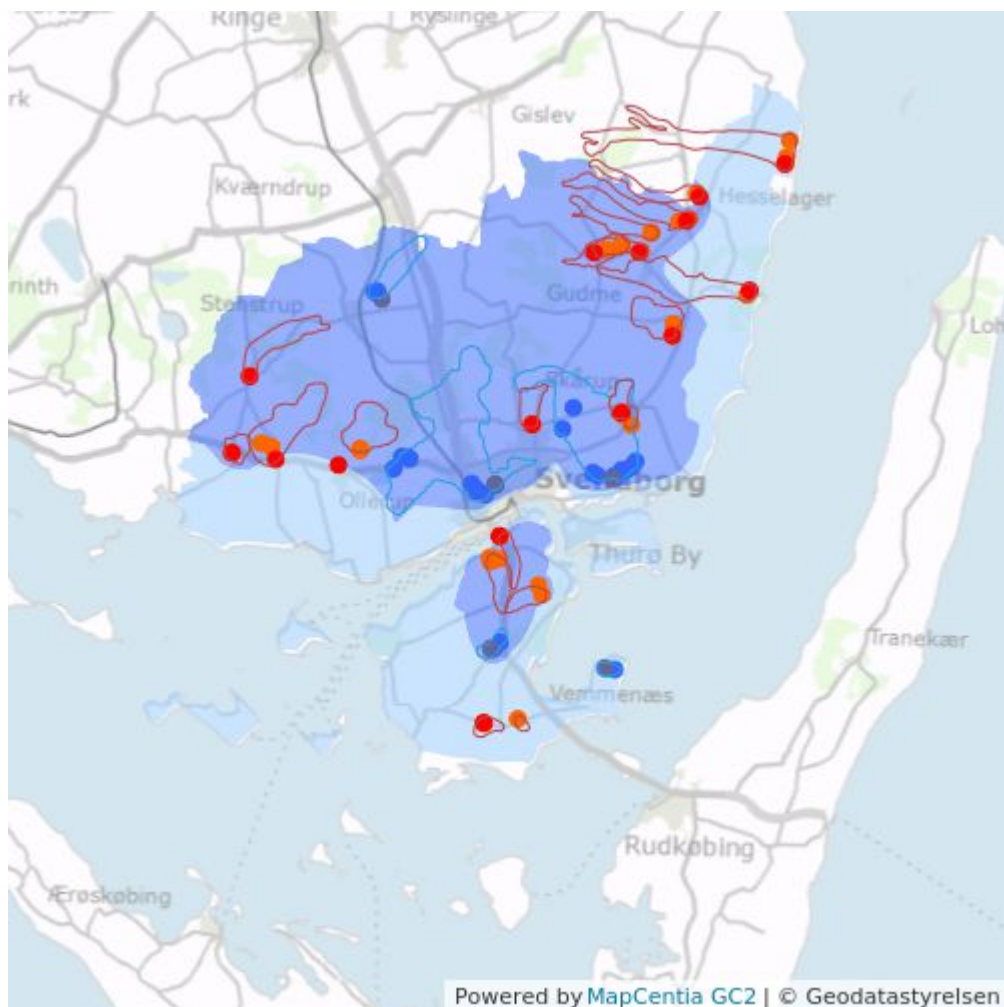 Ringe
Ryslinge
Gislev
Kværndrup
Hesselager
Stenstrup
Gudme
Skårup
Svendborg
Ollerup
Thurø By
Tranekær
Vemmenæs
Rudkøbing
Ærøskøbing
Powered by MapCentia GC2 | © Geodatastyrelsen